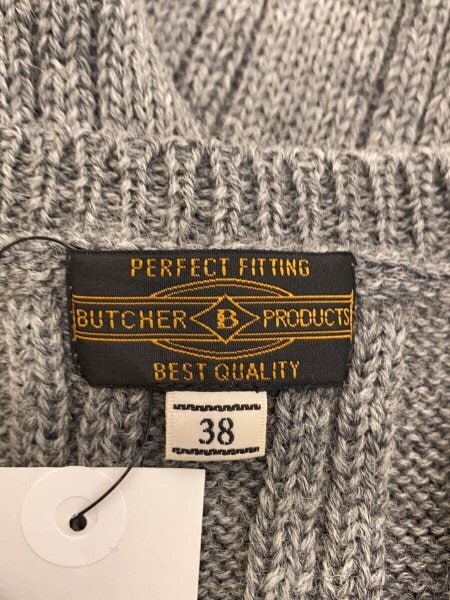 PERFECT FITTING
BUTCHER B PRODUCTS
BEST QUALITY
38